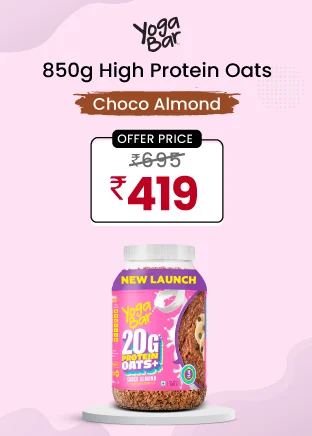 Yoga
Bar
850g High Protein Oats
Choco Almond
OFFER PRICE
₹695
₹419
NEW LAUNCH
Yoga
Bar
20G
PROTEIN
OATS+
CHOCO ALMOND